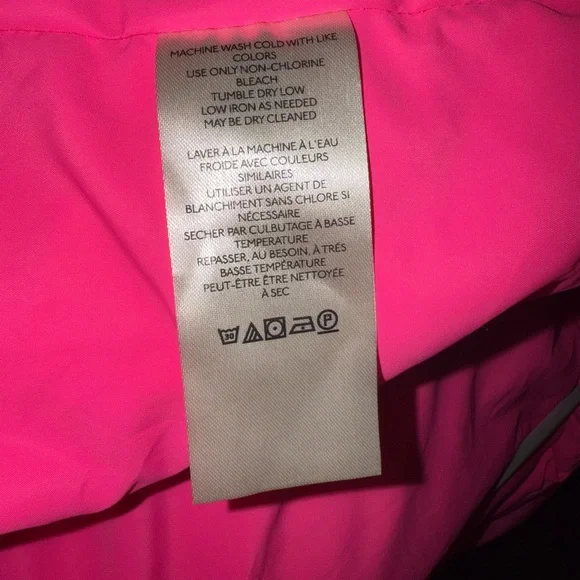 MACHINE WASH COLD WITH LIKE
COLORS
USE ONLY NON-CHLORINE
BLEACH
TUMBLE DRY LOW
LOW IRON AS NEEDED
MAY BE DRY CLEANED
LAVER À LA MACHINE À L'EAU
FROIDE AVEC COULEURS
SIMILAIRES
UTILISER UN AGENT DE
BLANCHIMENT SANS CHLORE SI
NÉCESSAIRE
SECHER PAR CULBUTAGE À BASSE
TEMPERATURE
REPASSER, AU BESOIN, À TRÉS
BASSE TEMPÉRATURE
PEUT-ÊTRE ÊTRE NETTOYÉE
À SEC
30 P